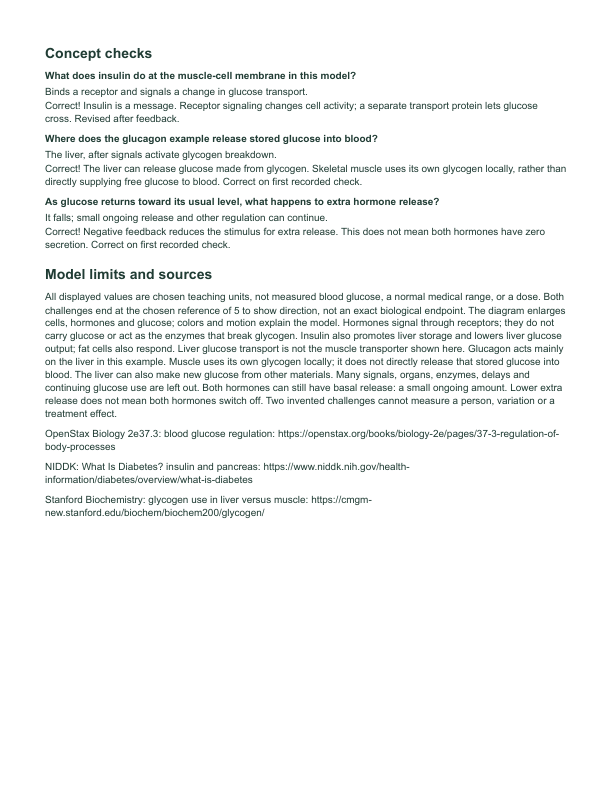 Concept checks
What does insulin do at the muscle-cell membrane in this model?
Binds a receptor and signals a change in glucose transport.
Correct! Insulin is a message. Receptor signaling changes cell activity; a separate transport protein lets glucose
cross. Revised after feedback.
Where does the glucagon example release stored glucose into blood?
The liver, after signals activate glycogen breakdown.
Correct! The liver can release glucose made from glycogen. Skeletal muscle uses its own glycogen locally, rather than
directly supplying free glucose to blood. Correct on first recorded check.
As glucose returns toward its usual level, what happens to extra hormone release?
It falls; small ongoing release and other regulation can continue.
Correct! Negative feedback reduces the stimulus for extra release. This does not mean both hormones have zero
secretion. Correct on first recorded check.
Model limits and sources
All displayed values are chosen teaching units, not measured blood glucose, a normal medical range, or a dose. Both
challenges end at the chosen reference of 5 to show direction, not an exact biological endpoint. The diagram enlarges
cells, hormones and glucose; colors and motion explain the model. Hormones signal through receptors; they do not
carry glucose or act as the enzymes that break glycogen. Insulin also promotes liver storage and lowers liver glucose
output; fat cells also respond. Liver glucose transport is not the muscle transporter shown here. Glucagon acts mainly
on the liver in this example. Muscle uses its own glycogen locally; it does not directly release that stored glucose into
blood. The liver can also make new glucose from other materials. Many signals, organs, enzymes, delays and
continuing glucose use are left out. Both hormones can still have basal release: a small ongoing amount. Lower extra
release does not mean both hormones switch off. Two invented challenges cannot measure a person, variation or a
treatment effect.
OpenStax Biology 2e37.3: blood glucose regulation: https://openstax.org/books/biology-2e/pages/37-3-regulation-of-
body-processes
NIDDK: What Is Diabetes? insulin and pancreas: https://www.niddk.nih.gov/health-
information/diabetes/overview/what-is-diabetes
Stanford Biochemistry: glycogen use in liver versus muscle: https://cmgm-
new.stanford.edu/biochem/biochem200/glycogen/